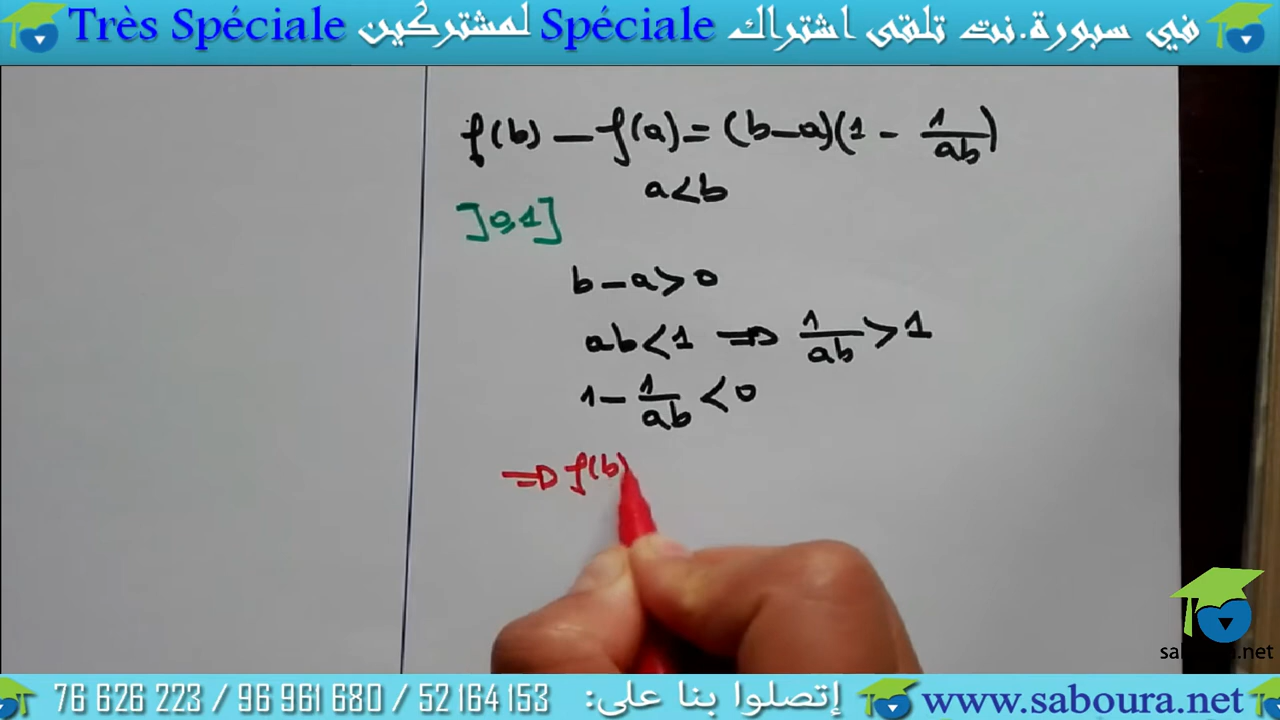 في سبورة.نت تلقى اشتراك Spéciale لمشتركين Très Spéciale
f(b) — f(a) = (b—a)(1 - 1/ab)
a<b
]0,1]
b—a>0
ab<1 ⇒ 1/ab >1
1— 1/ab <0
⇒ f(b)
saboura.net
76 626 223 / 96 961 680 / 52 164 153 إتصلوا بنا على: www.saboura.net